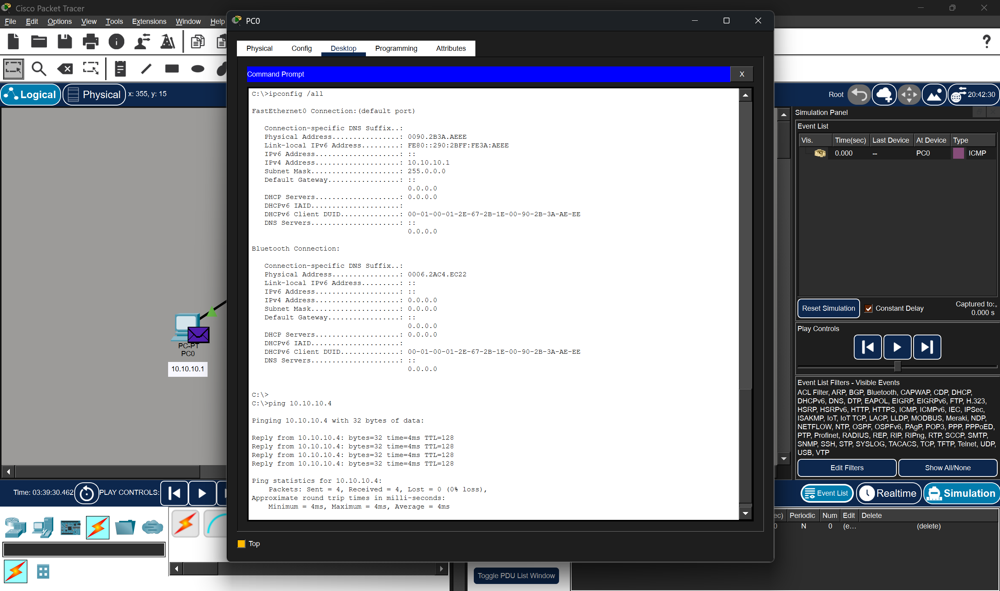 Cisco Packet Tracer
File Edit Options View Tools Extensions Window Help
Logical Physical x: 355, y: 15
PC-PT
PC0
10.10.10.1
Time: 03:39:30.462 PLAY CONTROLS:
PC0
Physical Config Desktop Programming Attributes
Command Prompt X
C:\>ipconfig /all
FastEthernet0 Connection:(default port)
Connection-specific DNS Suffix..:
Physical Address................: 0090.2B3A.AEEE
Link-local IPv6 Address.........: FE80::290:2BFF:FE3A:AEEE
IPv6 Address....................: ::
IPv4 Address....................: 10.10.10.1
Subnet Mask.....................: 255.0.0.0
Default Gateway.................: ::
0.0.0.0
DHCP Servers....................: 0.0.0.0
DHCPv6 IAID.....................:
DHCPv6 Client DUID..............: 00-01-00-01-2E-67-2B-1E-00-90-2B-3A-AE-EE
DNS Servers.....................: ::
0.0.0.0
Bluetooth Connection:
Connection-specific DNS Suffix..:
Physical Address................: 0006.2AC4.EC22
Link-local IPv6 Address.........: ::
IPv6 Address....................: ::
IPv4 Address....................: 0.0.0.0
Subnet Mask.....................: 0.0.0.0
Default Gateway.................: ::
0.0.0.0
DHCP Servers....................: 0.0.0.0
DHCPv6 IAID.....................:
DHCPv6 Client DUID..............: 00-01-00-01-2E-67-2B-1E-00-90-2B-3A-AE-EE
DNS Servers.....................: ::
0.0.0.0
C:\>
C:\>ping 10.10.10.4
Pinging 10.10.10.4 with 32 bytes of data:
Reply from 10.10.10.4: bytes=32 time=4ms TTL=128
Reply from 10.10.10.4: bytes=32 time=4ms TTL=128
Reply from 10.10.10.4: bytes=32 time=4ms TTL=128
Reply from 10.10.10.4: bytes=32 time=4ms TTL=128
Ping statistics for 10.10.10.4:
Packets: Sent = 4, Received = 4, Lost = 0 (0% loss),
Approximate round trip times in milli-seconds:
Minimum = 4ms, Maximum = 4ms, Average = 4ms
Top
Root 20:42:30
Simulation Panel
Event List
Vis. Time(sec) Last Device At Device Type
0.000 -- PC0 ICMP
Reset Simulation Constant Delay Captured to:
0.000 s
Play Controls
Event List Filters - Visible Events
ACL Filter, ARP, BGP, Bluetooth, CAPWAP, CDP, DHCP,
DHCPv6, DNS, DTP, EAPOL, EIGRP, EIGRPv6, FTP, H.323,
HSRP, HSRPv6, HTTP, HTTPS, ICMP, ICMPv6, IEC, IPSec,
ISAKMP, IoT, IoT TCP, LACP, LLDP, MODBUS, Meraki, NDP,
NETFLOW, NTP, OSPF, OSPFv6, PAgP, POP3, PPP, PPPoED,
PTP, Profinet, RADIUS, REP, RIP, RIPng, RTP, SCCP, SMTP,
SNMP, SSH, STP, SYSLOG, TACACS, TCP, TFTP, Telnet, UDP,
USB, VTP
Edit Filters Show All/None
Event List Realtime Simulation
ec) Periodic Num Edit Delete
0 N 0 (e... (delete)
Toggle PDU List Window